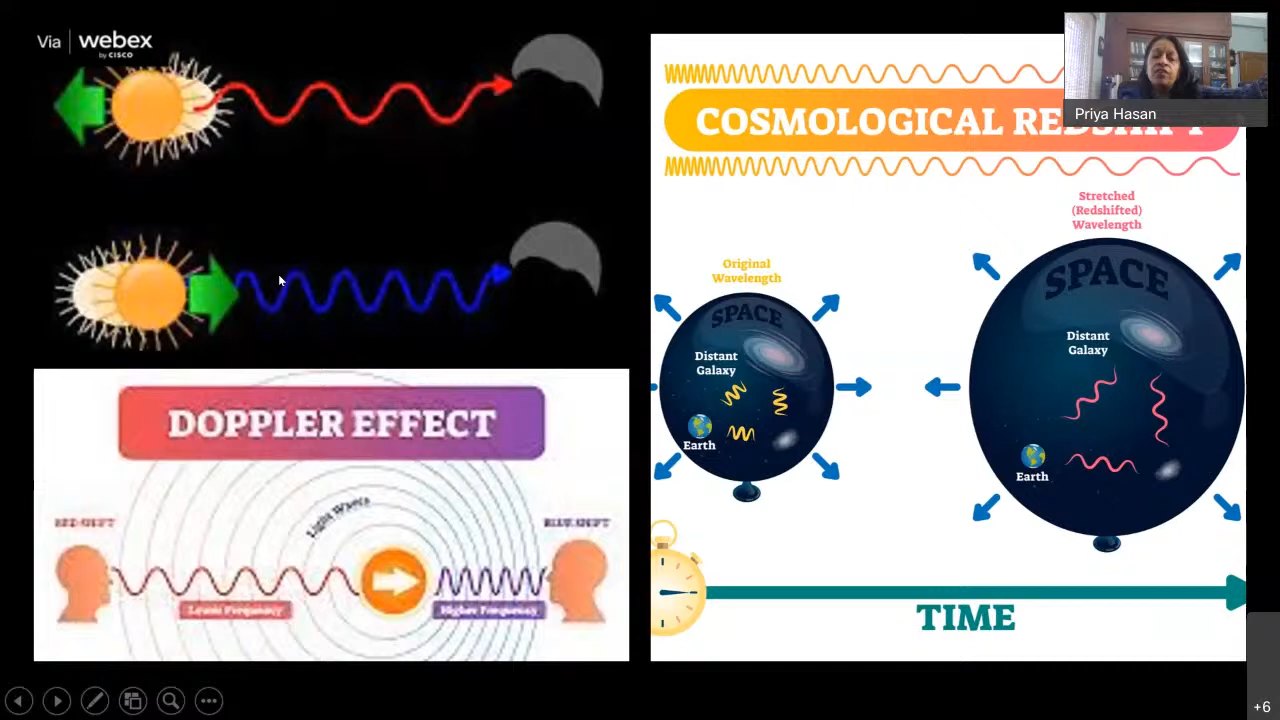 Via webex
by CISCO
Priya Hasan
COSMOLOGICAL REDSHIFT
Stretched
(Redshifted)
Wavelength
Original
Wavelength
SPACE
Distant
Galaxy
Earth
SPACE
Distant
Galaxy
Earth
TIME
DOPPLER EFFECT
Light Waves
RED SHIFT
BLUE SHIFT
Lower Frequency
Higher Frequency
+6